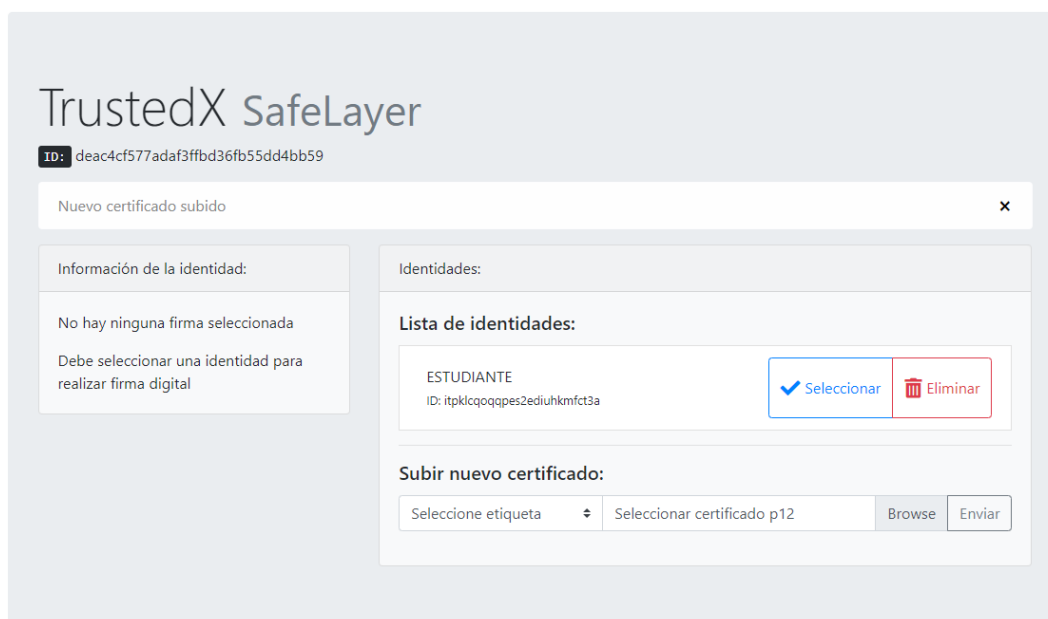 TrustedX SafeLayer
ID: deac4cf577adaf3ffbd36fb55dd4bb59
Nuevo certificado subido ×
Información de la identidad:
No hay ninguna firma seleccionada
Debe seleccionar una identidad para
realizar firma digital
Identidades:
Lista de identidades:
ESTUDIANTE
ID: itpklcqoqqpes2ediuhkmfct3a
Seleccionar Eliminar
Subir nuevo certificado:
Seleccione etiqueta Seleccionar certificado p12 Browse Enviar